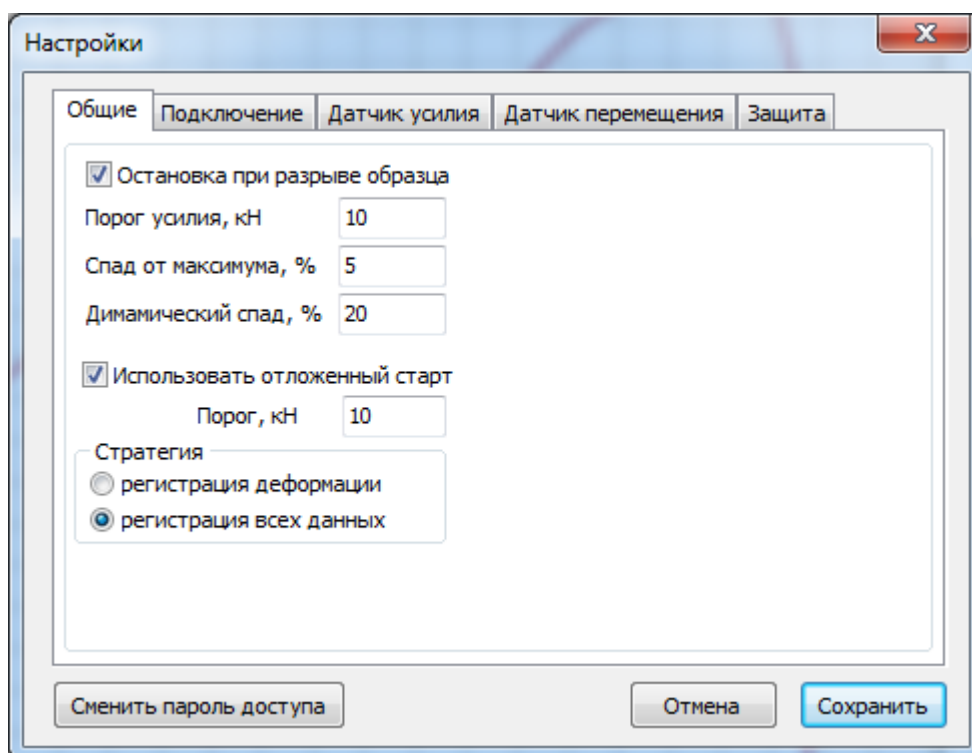 Настройки
Общие Подключение Датчик усилия Датчик перемещения Защита
Остановка при разрыве образца
Порог усилия, кН 10
Спад от максимума, % 5
Димамический спад, % 20
Использовать отложенный старт
Порог, кН 10
Стратегия
регистрация деформации
регистрация всех данных
Сменить пароль доступа Отмена Сохранить